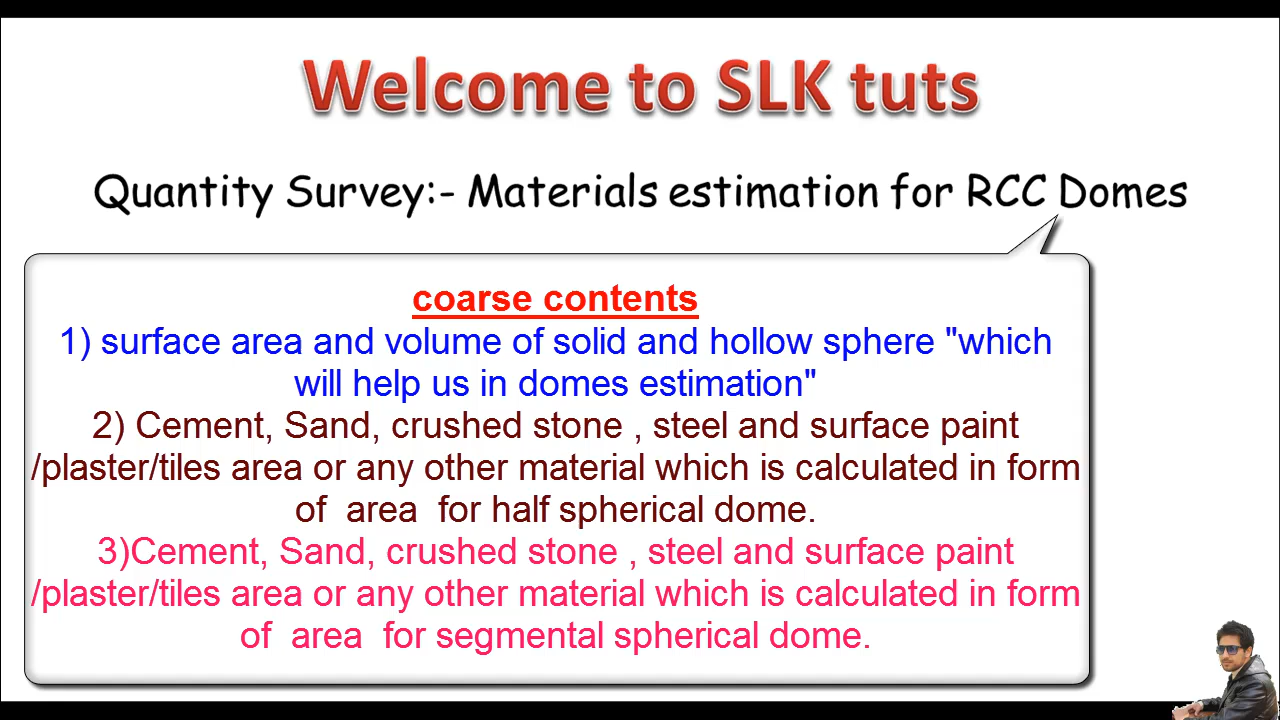 Welcome to SLK tuts
Quantity Survey:- Materials estimation for RCC Domes
coarse contents
1) surface area and volume of solid and hollow sphere "which
will help us in domes estimation"
2) Cement, Sand, crushed stone , steel and surface paint
/plaster/tiles area or any other material which is calculated in form
of  area  for half spherical dome.
3)Cement, Sand, crushed stone , steel and surface paint
/plaster/tiles area or any other material which is calculated in form
of  area  for segmental spherical dome.